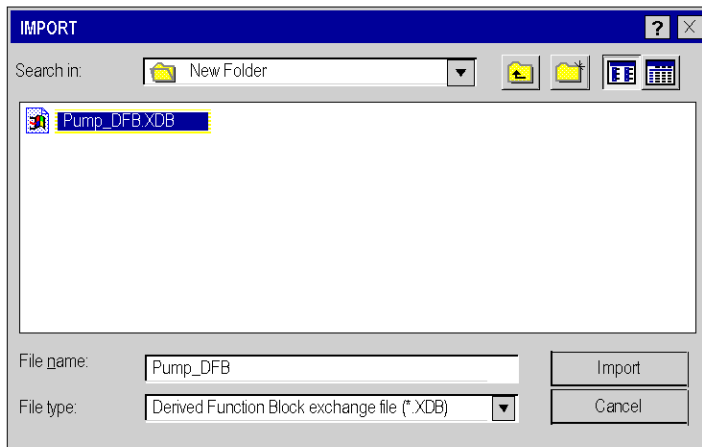 IMPORT
?
Search in:
New Folder
Pump_DFB.XDB
File name:
Pump_DFB
Import
File type:
Derived Function Block exchange file (*.XDB)
Cancel